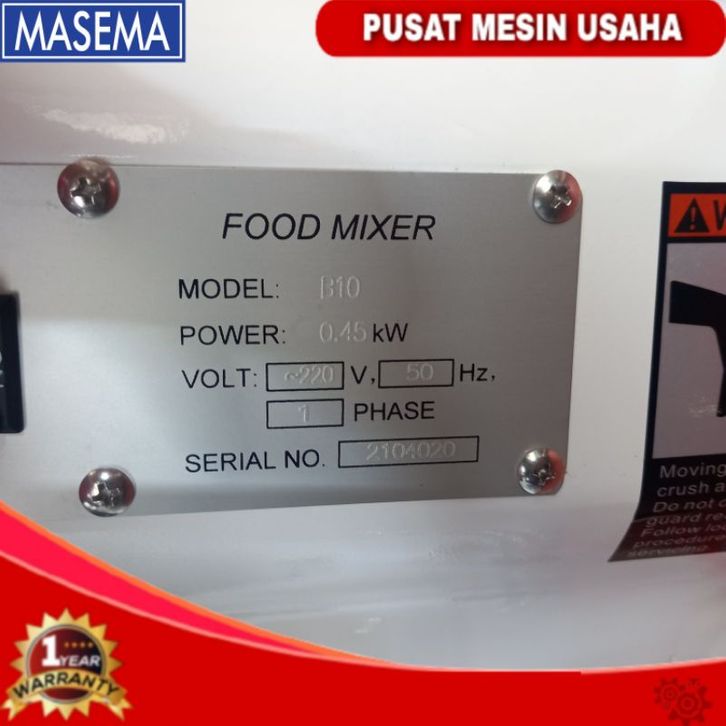 MASEMA
PUSAT MESIN USAHA
FOOD MIXER
MODEL: B10
POWER: 0.45 kW
VOLT: ~220 V, 50 Hz,
1 PHASE
SERIAL NO. 2104020
Moving
crush a
Do not
guard re
Follow lo
procedure
servicing
1 YEAR
WARRANTY